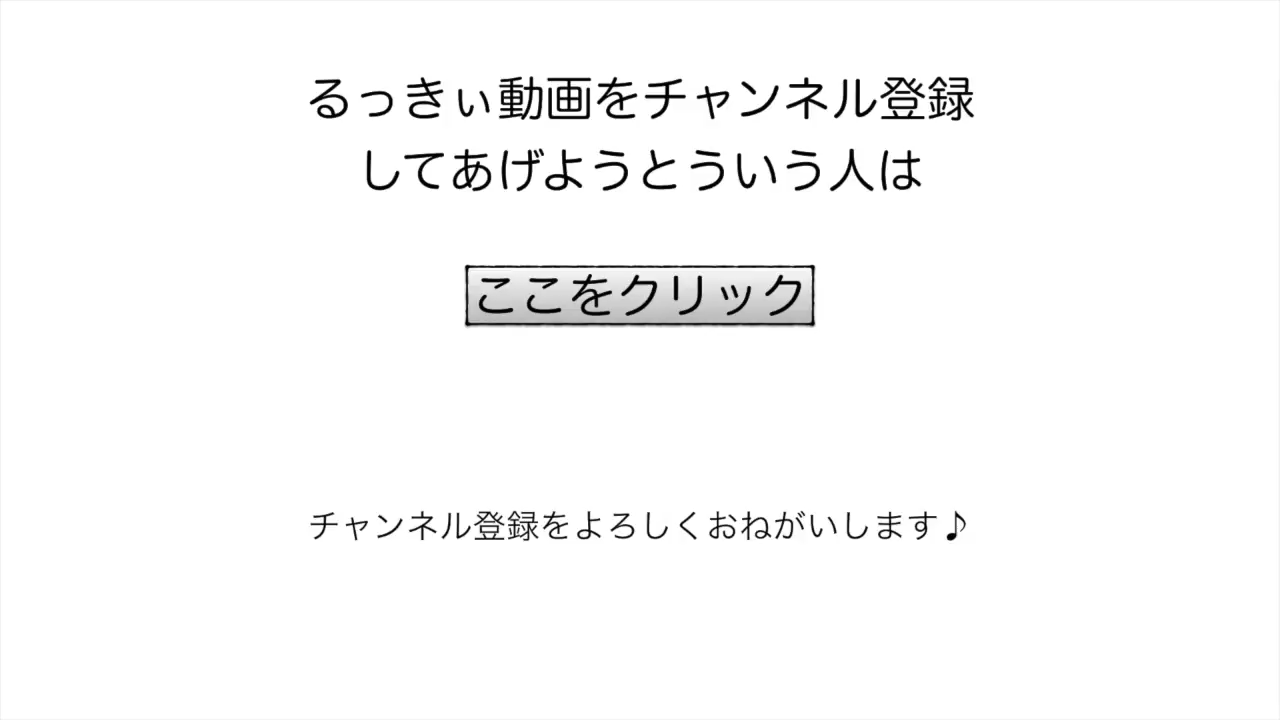 るっきぃ動画をチャンネル登録
してあげようとういう人は
ここをクリック
チャンネル登録をよろしくおねがいします♪